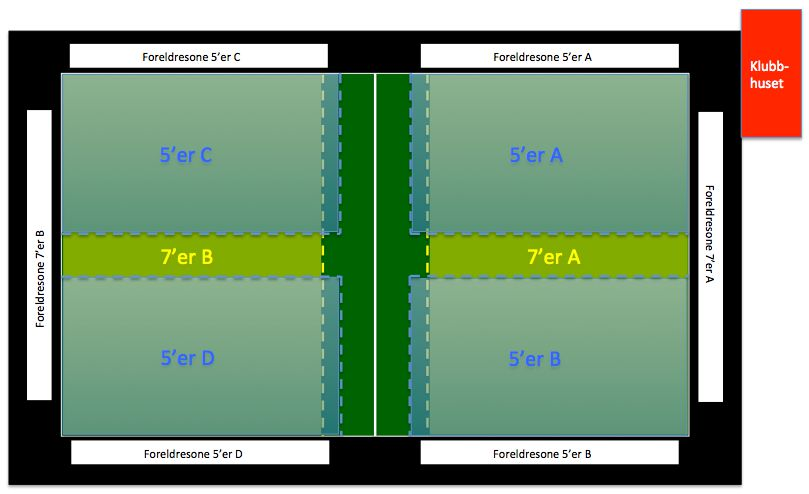 Foreldresone 5’er C
Foreldresone 5’er A
Klubb-
huset
5’er C
5’er A
Foreldresone 7’er B
7’er B
7’er A
Foreldresone 7’er A
5’er D
5’er B
Foreldresone 5’er D
Foreldresone 5’er B